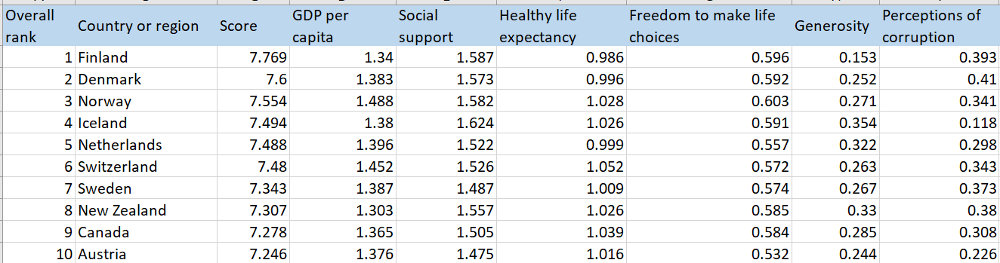 Overall rank Country or region Score GDP per capita Social support Healthy life expectancy Freedom to make life choices Generosity Perceptions of corruption
1 Finland 7.769 1.34 1.587 0.986 0.596 0.153 0.393
2 Denmark 7.6 1.383 1.573 0.996 0.592 0.252 0.41
3 Norway 7.554 1.488 1.582 1.028 0.603 0.271 0.341
4 Iceland 7.494 1.38 1.624 1.026 0.591 0.354 0.118
5 Netherlands 7.488 1.396 1.522 0.999 0.557 0.322 0.298
6 Switzerland 7.48 1.452 1.526 1.052 0.572 0.263 0.343
7 Sweden 7.343 1.387 1.487 1.009 0.574 0.267 0.373
8 New Zealand 7.307 1.303 1.557 1.026 0.585 0.33 0.38
9 Canada 7.278 1.365 1.505 1.039 0.584 0.285 0.308
10 Austria 7.246 1.376 1.475 1.016 0.532 0.244 0.226